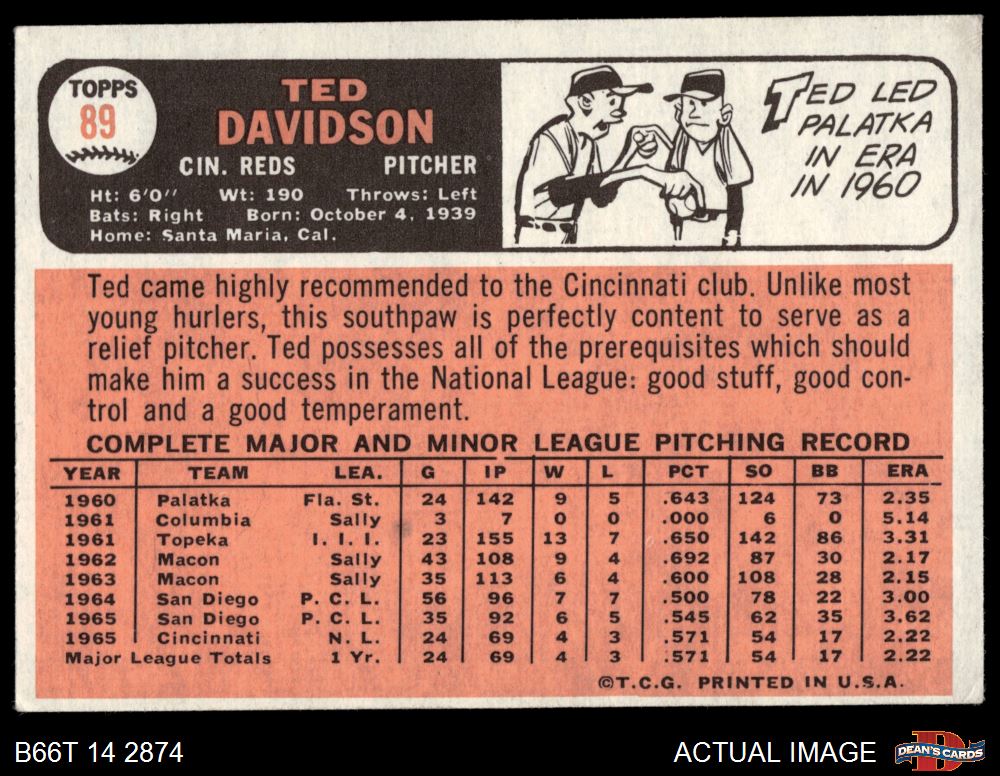 TOPPS
89
TED
DAVIDSON
CIN. REDS PITCHER
Ht: 6'0'' Wt: 190 Throws: Left
Bats: Right Born: October 4, 1939
Home: Santa Maria, Cal.
TED LED
PALATKA
IN ERA
IN 1960
Ted came highly recommended to the Cincinnati club. Unlike most
young hurlers, this southpaw is perfectly content to serve as a
relief pitcher. Ted possesses all of the prerequisites which should
make him a success in the National League: good stuff, good con-
trol and a good temperament.
COMPLETE MAJOR AND MINOR LEAGUE PITCHING RECORD
YEAR TEAM LEA. G IP W L PCT SO BB ERA
1960 Palatka Fla. St. 24 142 9 5 .643 124 73 2.35
1961 Columbia Sally 3 7 0 0 .000 6 0 5.14
1961 Topeka I. I. I. 23 155 13 7 .650 142 86 3.31
1962 Macon Sally 43 108 9 4 .692 87 30 2.17
1963 Macon Sally 35 113 6 4 .600 108 28 2.15
1964 San Diego P. C. L. 56 96 7 7 .500 78 22 3.00
1965 San Diego P. C. L. 35 92 6 5 .545 62 35 3.62
1965 Cincinnati N. L. 24 69 4 3 .571 54 17 2.22
Major League Totals 1 Yr. 24 69 4 3 .571 54 17 2.22
©T.C.G. PRINTED IN U.S.A.
B66T 14 2874 ACTUAL IMAGE DEAN'S CARDS